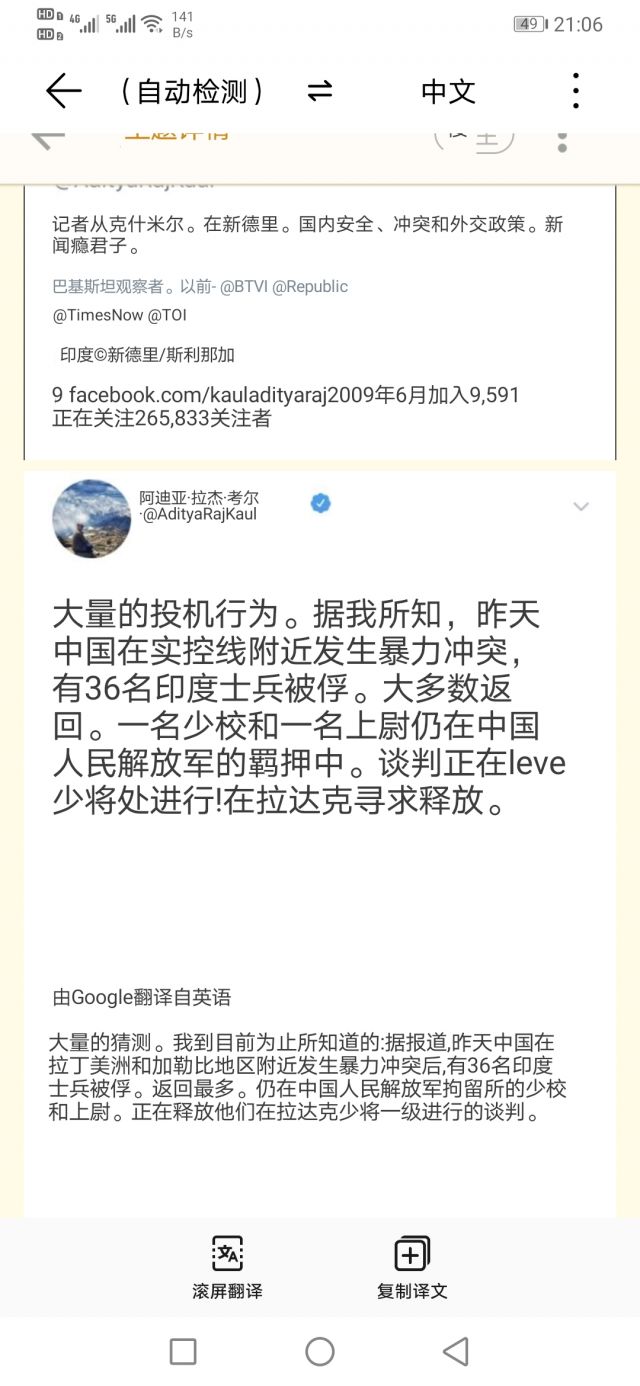 HD 1 4G 5G 141
HD 2 B/s
49 21:06
（自动检测） 中文
主题详情
@AdityaRajKaul
记者从克什米尔。在新德里。国内安全、冲突和外交政策。新
闻瘾君子。
巴基斯坦观察者。以前- @BTVI @Republic
@TimesNow @TOI
印度©新德里/斯利那加
9 facebook.com/kauladityaraj2009年6月加入9,591
正在关注265,833关注者
阿迪亚·拉杰·考尔
·@AdityaRajKaul
大量的投机行为。据我所知，昨天
中国在实控线附近发生暴力冲突，
有36名印度士兵被俘。大多数返
回。一名少校和一名上尉仍在中国
人民解放军的羁押中。谈判正在leve
少将处进行!在拉达克寻求释放。
由Google翻译自英语
大量的猜测。我到目前为止所知道的:据报道,昨天中国在
拉丁美洲和加勒比地区附近发生暴力冲突后,有36名印度
士兵被俘。返回最多。仍在中国人民解放军拘留所的少校
和上尉。正在释放他们在拉达克少将一级进行的谈判。
滚屏翻译
复制译文